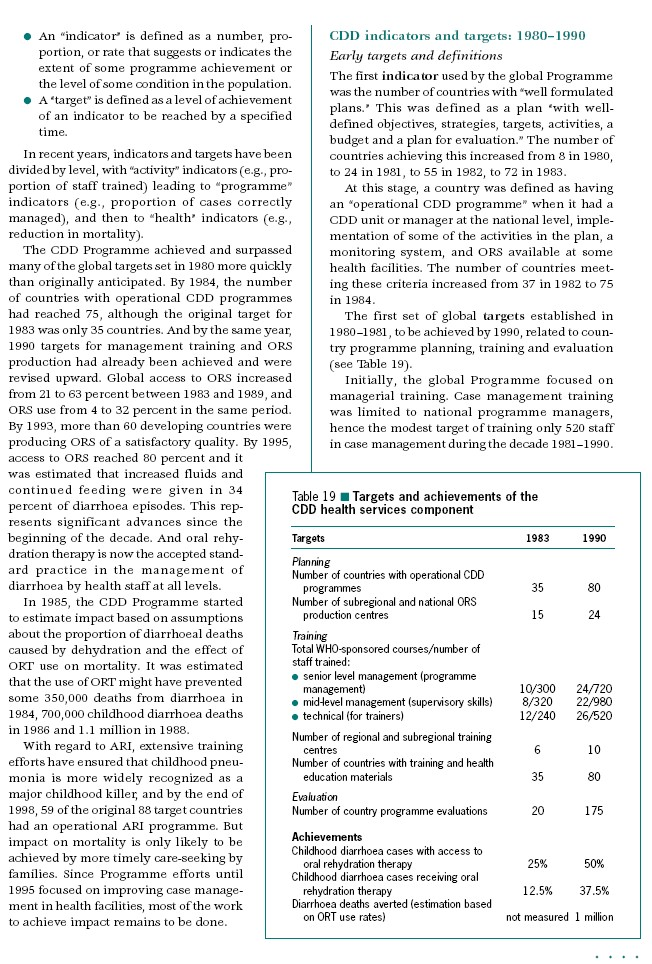 ● An “indicator” is defined as a number, pro-
portion, or rate that suggests or indicates the
extent of some programme achievement or
the level of some condition in the population.
● A “target” is defined as a level of achievement
of an indicator to be reached by a specified
time.
In recent years, indicators and targets have been
divided by level, with “activity” indicators (e.g., pro-
portion of staff trained) leading to “programme”
indicators (e.g., proportion of cases correctly
managed), and then to “health” indicators (e.g.,
reduction in mortality).
The CDD Programme achieved and surpassed
many of the global targets set in 1980 more quickly
than originally anticipated. By 1984, the number
of countries with operational CDD programmes
had reached 75, although the original target for
1983 was only 35 countries. And by the same year,
1990 targets for management training and ORS
production had already been achieved and were
revised upward. Global access to ORS increased
from 21 to 63 percent between 1983 and 1989, and
ORS use from 4 to 32 percent in the same period.
By 1993, more than 60 developing countries were
producing ORS of a satisfactory quality. By 1995,
access to ORS reached 80 percent and it
was estimated that increased fluids and
continued feeding were given in 34
percent of diarrhoea episodes. This rep-
resents significant advances since the
beginning of the decade. And oral rehy-
dration therapy is now the accepted stand-
ard practice in the management of
diarrhoea by health staff at all levels.
In 1985, the CDD Programme started
to estimate impact based on assumptions
about the proportion of diarrhoeal deaths
caused by dehydration and the effect of
ORT use on mortality. It was estimated
that the use of ORT might have prevented
some 350,000 deaths from diarrhoea in
1984, 700,000 childhood diarrhoea deaths
in 1986 and 1.1 million in 1988.
With regard to ARI, extensive training
efforts have ensured that childhood pneu-
monia is more widely recognized as a
major childhood killer, and by the end of
1998, 59 of the original 88 target countries
had an operational ARI programme. But
impact on mortality is only likely to be
achieved by more timely care-seeking by
families. Since Programme efforts until
1995 focused on improving case manage-
ment in health facilities, most of the work
to achieve impact remains to be done.
CDD indicators and targets: 1980–1990
Early targets and definitions
The first indicator used by the global Programme
was the number of countries with “well formulated
plans.” This was defined as a plan “with well-
defined objectives, strategies, targets, activities, a
budget and a plan for evaluation.” The number of
countries achieving this increased from 8 in 1980,
to 24 in 1981, to 55 in 1982, to 72 in 1983.
At this stage, a country was defined as having
an “operational CDD programme” when it had a
CDD unit or manager at the national level, imple-
mentation of some of the activities in the plan, a
monitoring system, and ORS available at some
health facilities. The number of countries meet-
ing these criteria increased from 37 in 1982 to 75
in 1984.
The first set of global targets established in
1980–1981, to be achieved by 1990, related to coun-
try programme planning, training and evaluation
(see Table 19).
Initially, the global Programme focused on
managerial training. Case management training
was limited to national programme managers,
hence the modest target of training only 520 staff
in case management during the decade 1981–1990.
Table 19 ■ Targets and achievements of the
CDD health services component
Targets 1983 1990
Planning
Number of countries with operational CDD
programmes 35 80
Number of subregional and national ORS
production centres 15 24
Training
Total WHO-sponsored courses/number of
staff trained:
● senior level management (programme
management) 10/300 24/720
● mid-level management (supervisory skills) 8/320 22/980
● technical (for trainers) 12/240 26/520
Number of regional and subregional training
centres 6 10
Number of countries with training and health
education materials 35 80
Evaluation
Number of country programme evaluations 20 175
Achievements
Childhood diarrhoea cases with access to
oral rehydration therapy 25% 50%
Childhood diarrhoea cases receiving oral
rehydration therapy 12.5% 37.5%
Diarrhoea deaths averted (estimation based
on ORT use rates) not measured 1 million